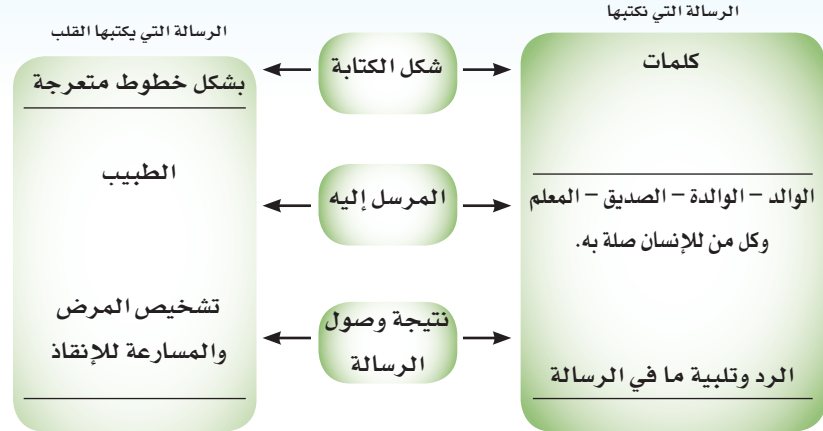 الرسالة التي نكتبها
الرسالة التي يكتبها القلب
كلمات
شكل الكتابة
بشكل خطوط متعرجة
الوالد – الوالدة – الصديق – المعلم
وكل من للإنسان صلة به.
المرسل إليه
الطبيب
الرد وتلبية ما في الرسالة
نتيجة وصول
الرسالة
تشخيص المرض
والمسارعة للإنقاذ